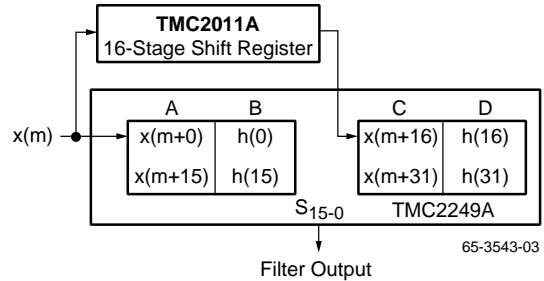 TMC2011A
16-Stage Shift Register
A B C D
x(m) x(m+0) h(0) x(m+16) h(16)
x(m+15) h(15) x(m+31) h(31)
S15-0 TMC2249A
65-3543-03
Filter Output